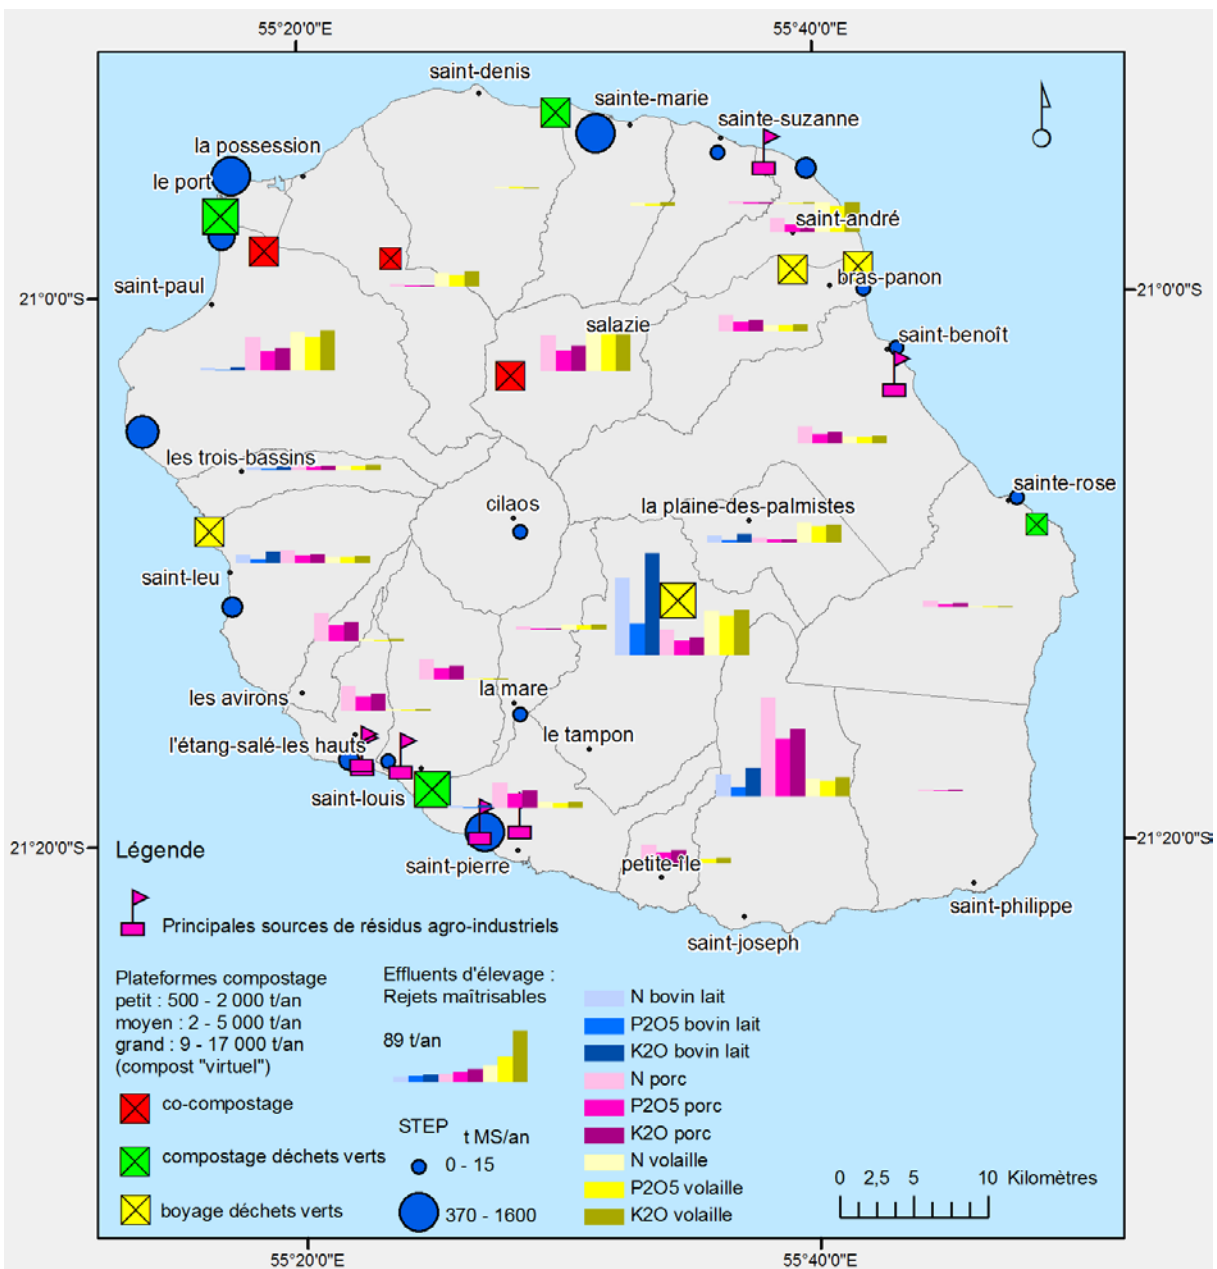 55°20'0"E
55°40'0"E
saint-denis
sainte-marie
sainte-suzanne
la possession
le port
saint-andré
saint-paul
bras-panon
21°0'0"S
21°0'0"S
salazie
saint-benoît
les trois-bassins
cilaos
la plaine-des-palmistes
sainte-rose
saint-leu
les avirons
la mare
le tampon
l'étang-salé-les hauts
saint-louis
21°20'0"S
21°20'0"S
saint-pierre
petite-île
saint-philippe
saint-joseph
Légende
Principales sources de résidus agro-industriels
Plateformes compostage
petit : 500 - 2 000 t/an
moyen : 2 - 5 000 t/an
grand : 9 - 17 000 t/an
(compost "virtuel")
co-compostage
compostage déchets verts
boyage déchets verts
Effluents d'élevage :
Rejets maîtrisables
89 t/an
STEP t MS/an
0 - 15
370 - 1600
N bovin lait
P2O5 bovin lait
K2O bovin lait
N porc
P2O5 porc
K2O porc
N volaille
P2O5 volaille
K2O volaille
0 2,5 5 10 Kilomètres
55°20'0"E
55°40'0"E